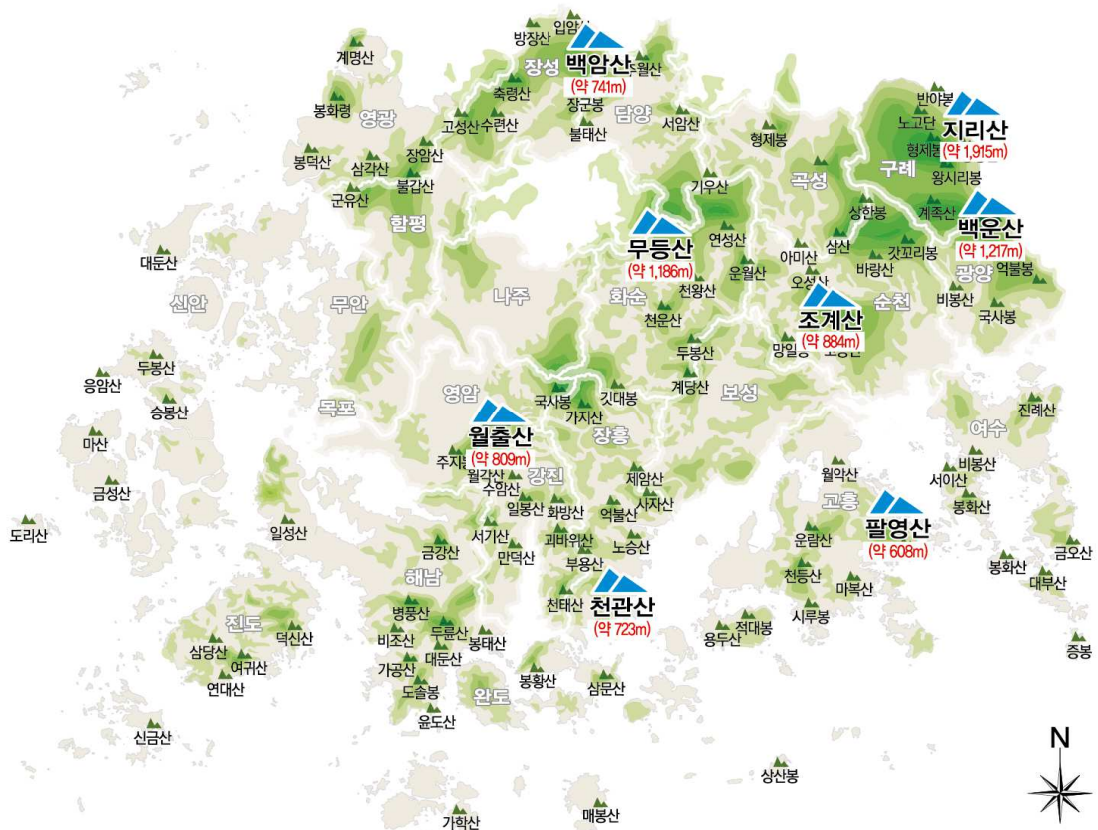 입암산
방장산
계명산
장성
백암산
(약 741m)
추월산
축령산
장군봉
담양
봉화령
영광
고성산
수련산
불태산
서암산
형제봉
반야봉
노고단
지리산
(약 1,915m)
형제봉
구례
왕시리봉
봉덕산
삼각산
장암산
불갑산
군유산
함평
기우산
곡성
상한봉
계족산
백운산
(약 1,217m)
무등산
(약 1,186m)
연성산
삼산
갓꼬리봉
아미산
바랑산
광양
억불봉
대둔산
신안
무안
나주
화순
천왕산
운월산
오성산
순천
비봉산
국사봉
천운산
조계산
(약 884m)
망일봉
두봉산
계당산
보성
두봉산
응암산
승봉산
목포
영암
국사봉
가지산
깃대봉
장흥
마산
금성산
월출산
(약 809m)
주지봉
월각산
수암산
강진
제암산
사자산
월악산
고흥
팔영산
(약 608m)
여수
진례산
비봉산
서이산
봉화산
도리산
일성산
일봉산
화방산
억불산
서기산
만덕산
괴바위산
부용산
노승산
운람산
금강산
해남
천태산
천관산
(약 723m)
천등산
마복산
시루봉
봉화산
금오산
대부산
증봉
병풍산
두륜산
비조산
봉태산
대둔산
가공산
도솔봉
윤도산
진도
덕신산
삼당산
여귀산
연대산
완도
봉황산
삼문산
용두산
적대봉
신금산
가학산
매봉산
상산봉
N